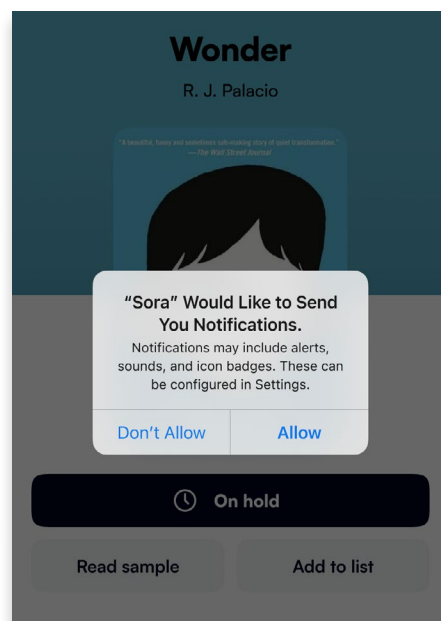 Wonder
R. J. Palacio
"A beautiful, funny and sometimes sob-making story of quiet transformation."
—The Wall Street Journal
“Sora” Would Like to Send
You Notifications.
Notifications may include alerts,
sounds, and icon badges. These can
be configured in Settings.
Don’t Allow
Allow
On hold
Read sample
Add to list